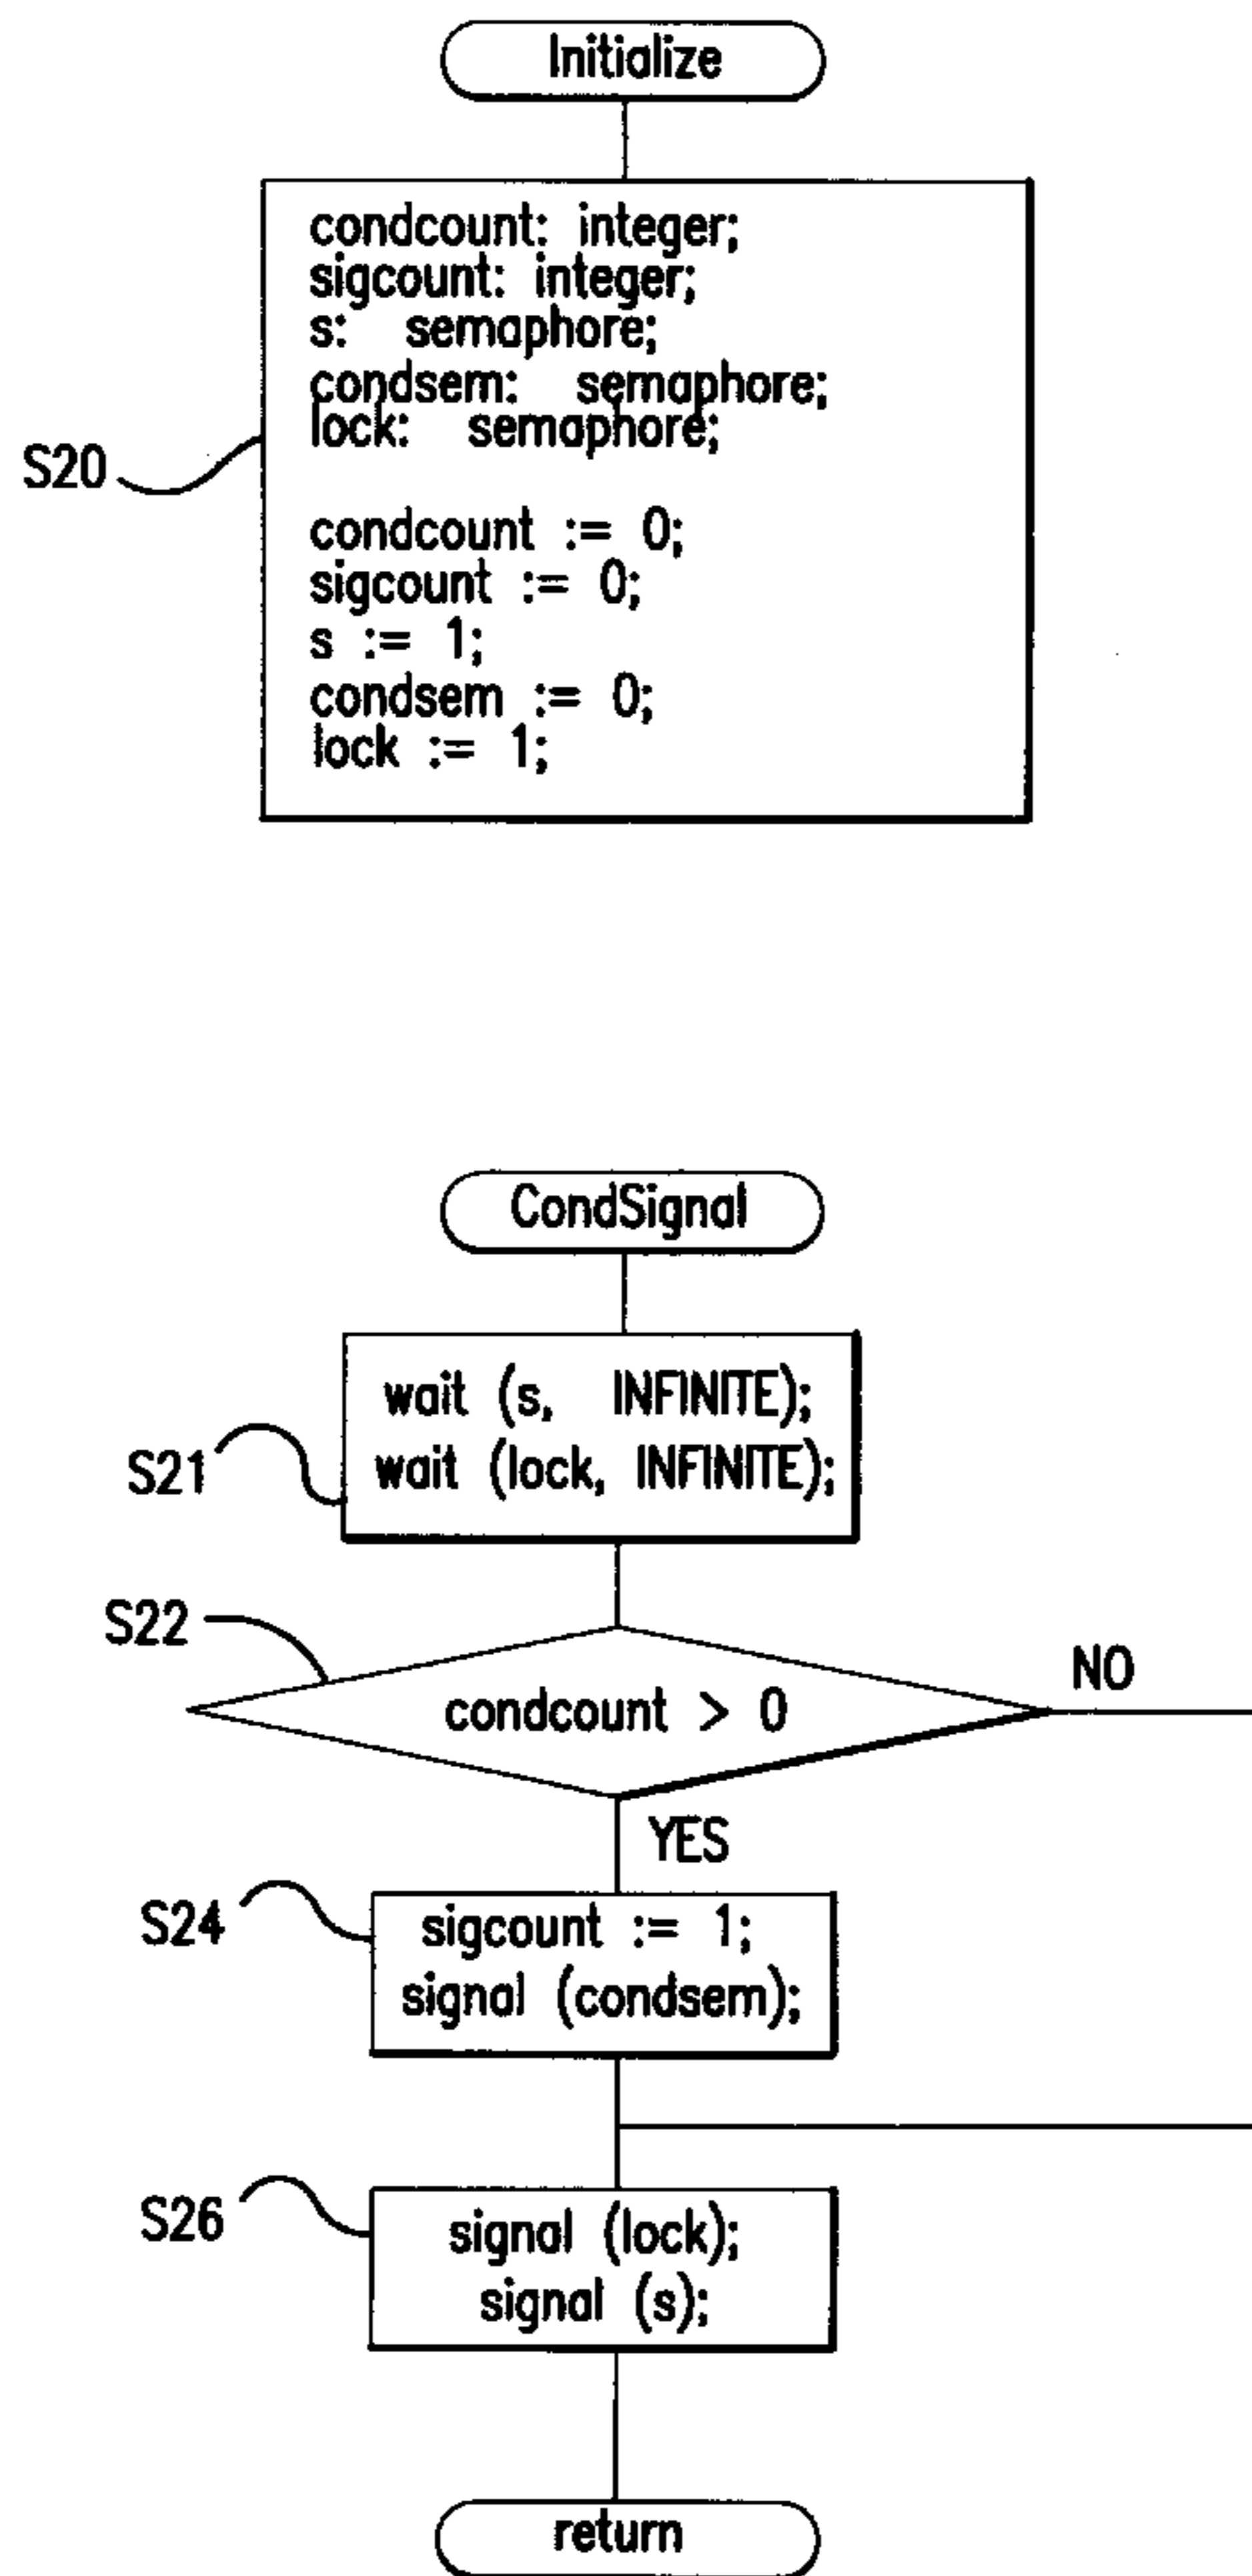 Initialize
condcount: integer;
sigcount: integer;
s: semaphore;
condsem: semaphore;
lock: semaphore;
S20
condcount := 0;
sigcount := 0;
s := 1;
condsem := 0;
lock := 1;
CondSignal
wait (s, INFINITE);
S21
wait (lock, INFINITE);
S22
NO
condcount > 0
YES
S24
sigcount := 1;
signal (condsem);
S26
signal (lock);
signal (s);
return